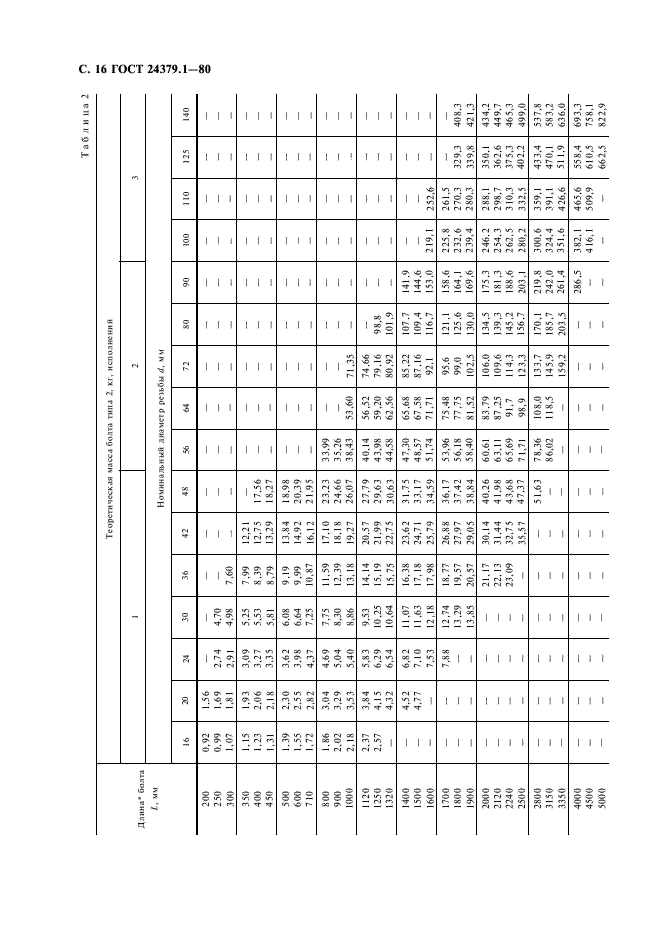 С. 16 ГОСТ 24379.1—80
Таблица 2
Длина* болта L, мм | Теоретическая масса болта типа 2, кг, исполнения
1 | 2 | 3
Номинальный диаметр резьбы d, мм
16 | 20 | 24 | 30 | 36 | 42 | 48 | 56 | 64 | 72 | 80 | 90 | 100 | 110 | 125 | 140
200 | 0,92 | 1,56 | — | — | — | — | — | — | — | — | — | — | — | — | — | —
250 | 0,99 | 1,69 | 2,74 | 4,70 | — | — | — | — | — | — | — | — | — | — | — | —
300 | 1,07 | 1,81 | 2,91 | 4,98 | 7,60 | — | — | — | — | — | — | — | — | — | — | —
350 | 1,15 | 1,93 | 3,09 | 5,25 | 7,99 | 12,21 | — | — | — | — | — | — | — | — | — | —
400 | 1,23 | 2,06 | 3,27 | 5,53 | 8,39 | 12,75 | 17,56 | — | — | — | — | — | — | — | — | —
450 | 1,31 | 2,18 | 3,35 | 5,81 | 8,79 | 13,29 | 18,27 | — | — | — | — | — | — | — | — | —
500 | 1,39 | 2,30 | 3,62 | 6,08 | 9,19 | 13,84 | 18,98 | — | — | — | — | — | — | — | — | —
600 | 1,55 | 2,55 | 3,98 | 6,64 | 9,99 | 14,92 | 20,39 | — | — | — | — | — | — | — | — | —
710 | 1,72 | 2,82 | 4,37 | 7,25 | 10,87 | 16,12 | 21,95 | — | — | — | — | — | — | — | — | —
800 | 1,86 | 3,04 | 4,69 | 7,75 | 11,59 | 17,10 | 23,23 | 33,99 | — | — | — | — | — | — | — | —
900 | 2,02 | 3,29 | 5,04 | 8,30 | 12,39 | 18,18 | 24,66 | 35,26 | — | — | — | — | — | — | — | —
1000 | 2,18 | 3,53 | 5,40 | 8,86 | 13,18 | 19,27 | 26,07 | 38,43 | 53,60 | 71,35 | — | — | — | — | — | —
1120 | 2,37 | 3,84 | 5,83 | 9,53 | 14,14 | 20,57 | 27,79 | 40,14 | 56,52 | 74,66 | — | — | — | — | — | —
1250 | 2,57 | 4,15 | 6,29 | 10,25 | 15,19 | 21,99 | 29,63 | 43,98 | 59,20 | 79,16 | 98,8 | — | — | — | — | —
1320 | — | 4,32 | 6,54 | 10,64 | 15,75 | 22,75 | 30,63 | 44,58 | 62,56 | 80,92 | 101,9 | — | — | — | — | —
1400 | — | 4,52 | 6,82 | 11,07 | 16,38 | 23,62 | 31,75 | 47,30 | 65,68 | 85,22 | 107,7 | 141,9 | — | — | — | —
1500 | — | 4,77 | 7,10 | 11,63 | 17,18 | 24,71 | 33,17 | 48,57 | 67,58 | 87,16 | 109,4 | 144,6 | — | — | — | —
1600 | — | — | 7,53 | 12,18 | 17,98 | 25,79 | 34,59 | 51,74 | 71,71 | 92,1 | 116,7 | 153,0 | 219,1 | 252,6 | — | —
1700 | — | — | 7,88 | 12,74 | 18,77 | 26,88 | 36,17 | 53,96 | 75,48 | 95,6 | 121,1 | 158,6 | 225,8 | 261,5 | — | —
1800 | — | — | — | 13,29 | 19,57 | 27,97 | 37,42 | 56,18 | 77,75 | 99,0 | 125,6 | 164,1 | 232,6 | 270,3 | 329,3 | 408,3
1900 | — | — | — | 13,85 | 20,57 | 29,05 | 38,84 | 58,40 | 81,52 | 102,5 | 130,0 | 169,6 | 239,4 | 280,3 | 339,8 | 421,3
2000 | — | — | — | — | 21,17 | 30,14 | 40,26 | 60,61 | 83,79 | 106,0 | 134,5 | 175,3 | 246,2 | 288,1 | 350,1 | 434,2
2120 | — | — | — | — | 22,13 | 31,44 | 41,98 | 63,11 | 87,25 | 109,6 | 139,3 | 181,3 | 254,3 | 298,7 | 362,6 | 449,7
2240 | — | — | — | — | 23,09 | 32,75 | 43,68 | 65,69 | 91,7 | 114,3 | 145,2 | 188,6 | 262,5 | 310,3 | 375,3 | 465,3
2500 | — | — | — | — | — | 35,57 | 47,37 | 71,71 | 98,9 | 123,3 | 156,7 | 203,1 | 280,2 | 332,5 | 402,2 | 499,0
2800 | — | — | — | — | — | — | 51,63 | 78,36 | 108,0 | 133,7 | 170,1 | 219,8 | 300,6 | 359,1 | 433,4 | 537,8
3150 | — | — | — | — | — | — | — | 86,02 | 118,5 | 145,9 | 185,7 | 242,0 | 324,4 | 391,1 | 470,1 | 583,2
3350 | — | — | — | — | — | — | — | — | — | 159,2 | 203,5 | 261,4 | 351,6 | 426,6 | 511,9 | 636,0
4000 | — | — | — | — | — | — | — | — | — | — | — | 286,5 | 382,1 | 465,6 | 558,4 | 693,3
4500 | — | — | — | — | — | — | — | — | — | — | — | — | 416,1 | 509,9 | 610,5 | 758,1
5000 | — | — | — | — | — | — | — | — | — | — | — | — | — | — | 662,5 | 822,9